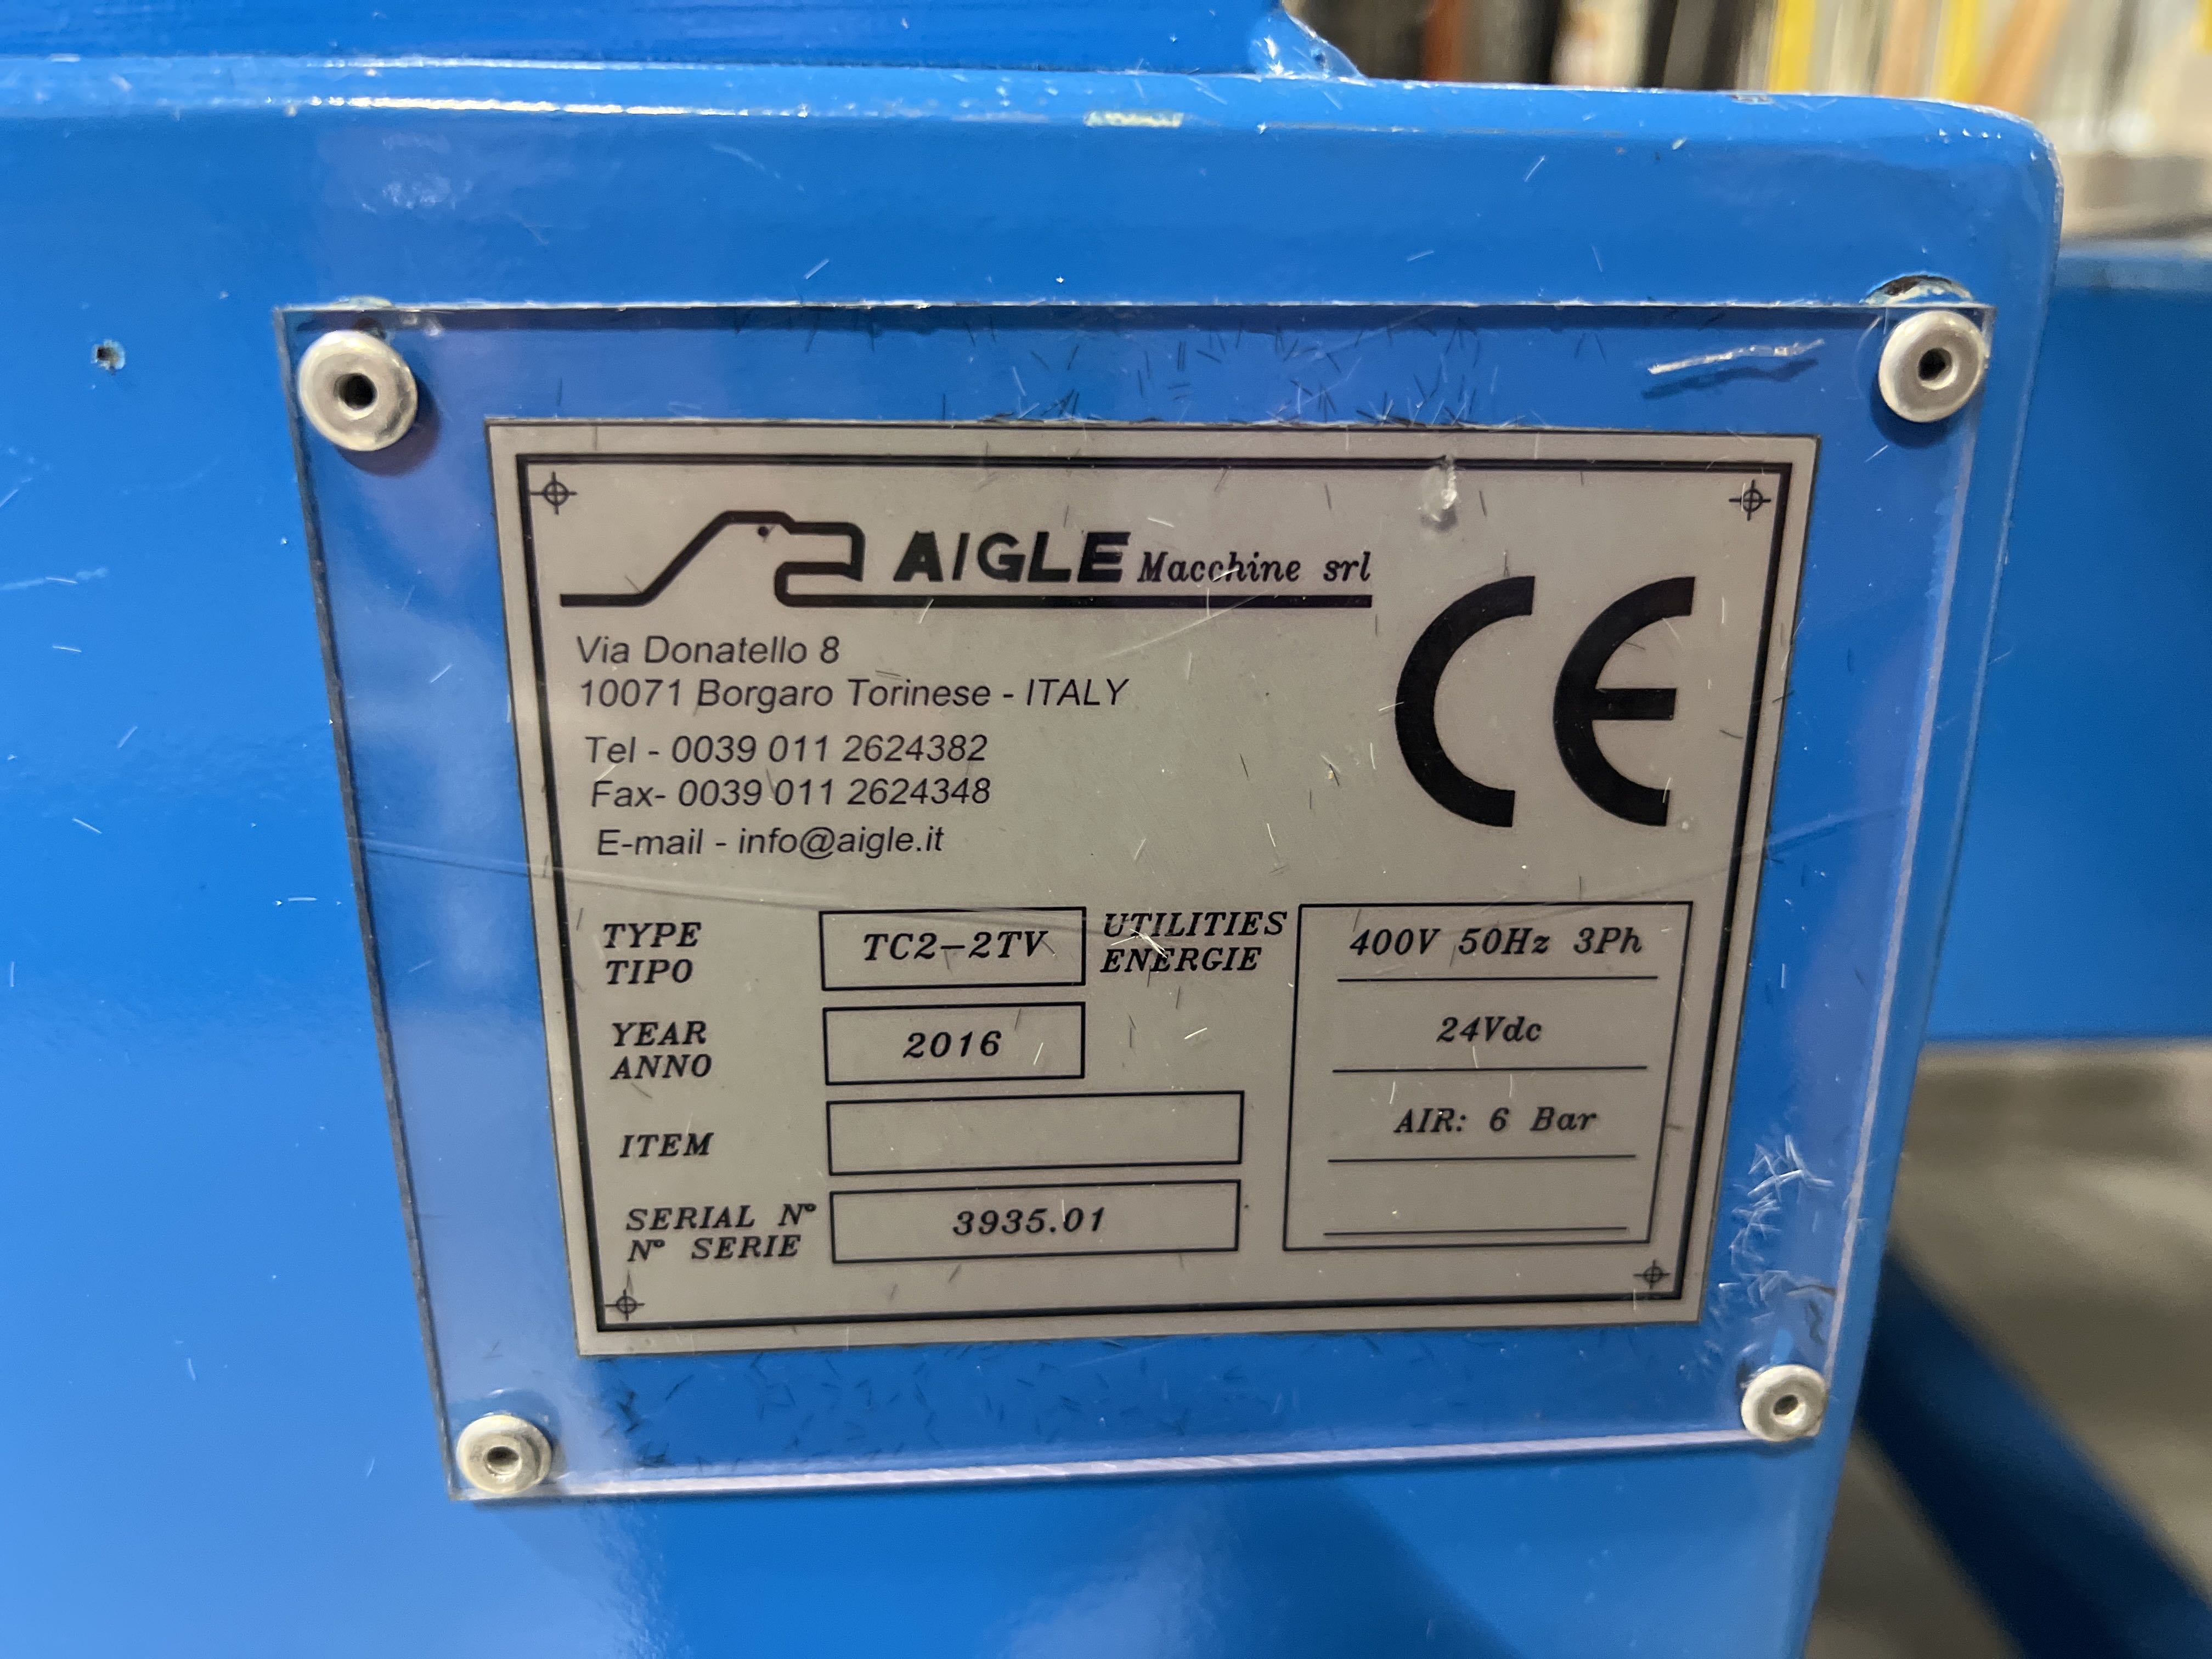 AIGLE Macchine srl
CE
Via Donatello 8
10071 Borgaro Torinese - ITALY
Tel - 0039 011 2624382
Fax- 0039 011 2624348
E-mail - info@aigle.it
TYPE
TIPO
TC2-2TV
UTILITIES
ENERGIE
400V 50Hz 3Ph
24Vdc
AIR: 6 Bar
YEAR
ANNO
2016
ITEM
SERIAL Nº
Nº SERIE
3935.01